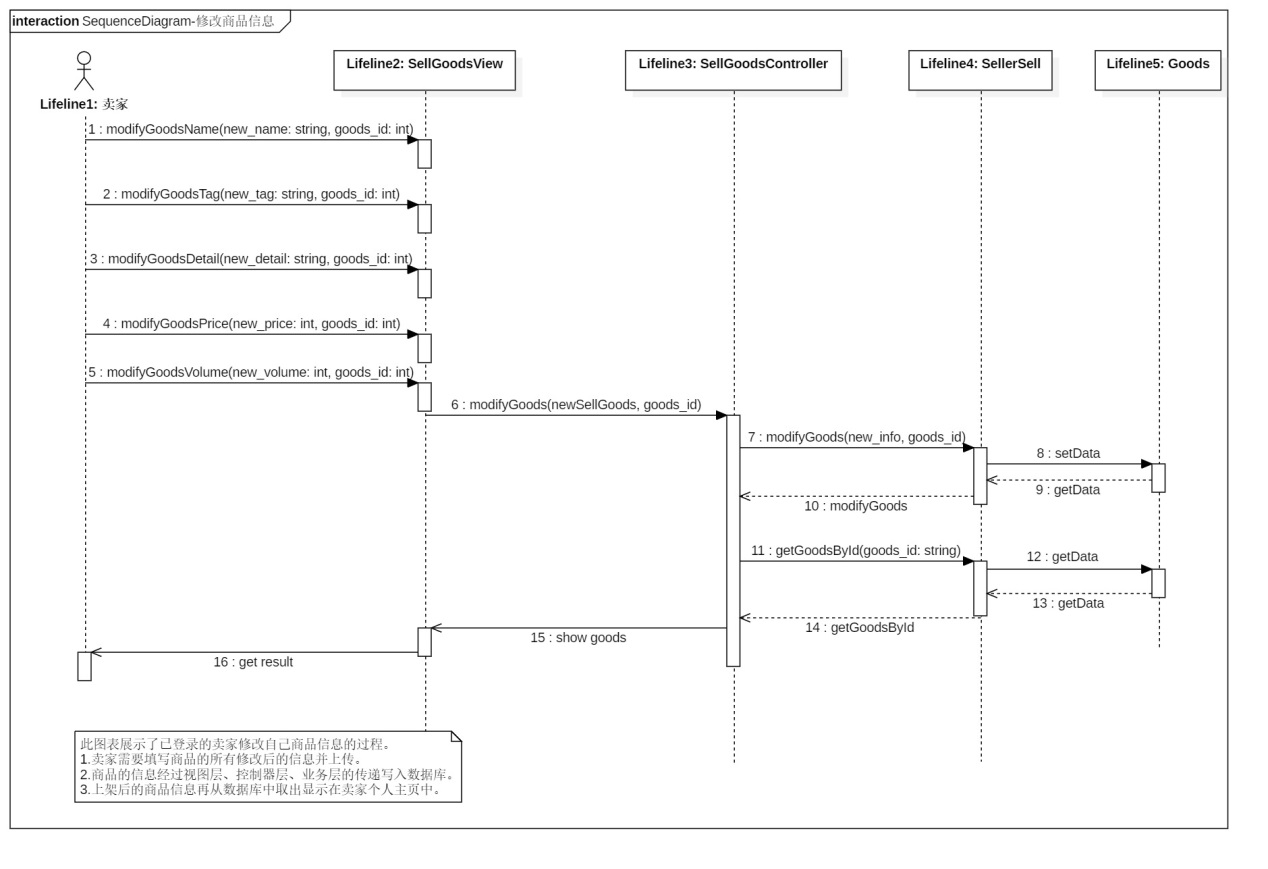 interaction SequenceDiagram-修改商品信息
Lifeline1: 卖家
Lifeline2: SellGoodsView
Lifeline3: SellGoodsController
Lifeline4: SellerSell
Lifeline5: Goods
1 : modifyGoodsName(new_name: string, goods_id: int)
2 : modifyGoodsTag(new_tag: string, goods_id: int)
3 : modifyGoodsDetail(new_detail: string, goods_id: int)
4 : modifyGoodsPrice(new_price: int, goods_id: int)
5 : modifyGoodsVolume(new_volume: int, goods_id: int)
6 : modifyGoods(newSellGoods, goods_id)
7 : modifyGoods(new_info, goods_id)
8 : setData
9 : getData
10 : modifyGoods
11 : getGoodsById(goods_id: string)
12 : getData
13 : getData
14 : getGoodsById
15 : show goods
16 : get result
此图表展示了已登录的卖家修改自己商品信息的过程。
1.卖家需要填写商品的所有修改后的信息并上传。
2.商品的信息经过视图层、控制器层、业务层的传递写入数据库。
3.上架后的商品信息再从数据库中取出显示在卖家个人主页中。